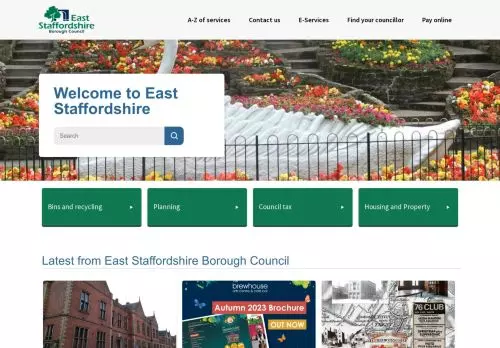 East
Staffordshire
Borough Council
A-Z of services
Contact us
E-Services
Find your councillor
Pay online
Welcome to East
Staffordshire
Search
Bins and recycling
Planning
Council tax
Housing and Property
Latest from East Staffordshire Borough Council
brewhouse
Autumn 2023 Brochure
OUT NOW
76 CLUB